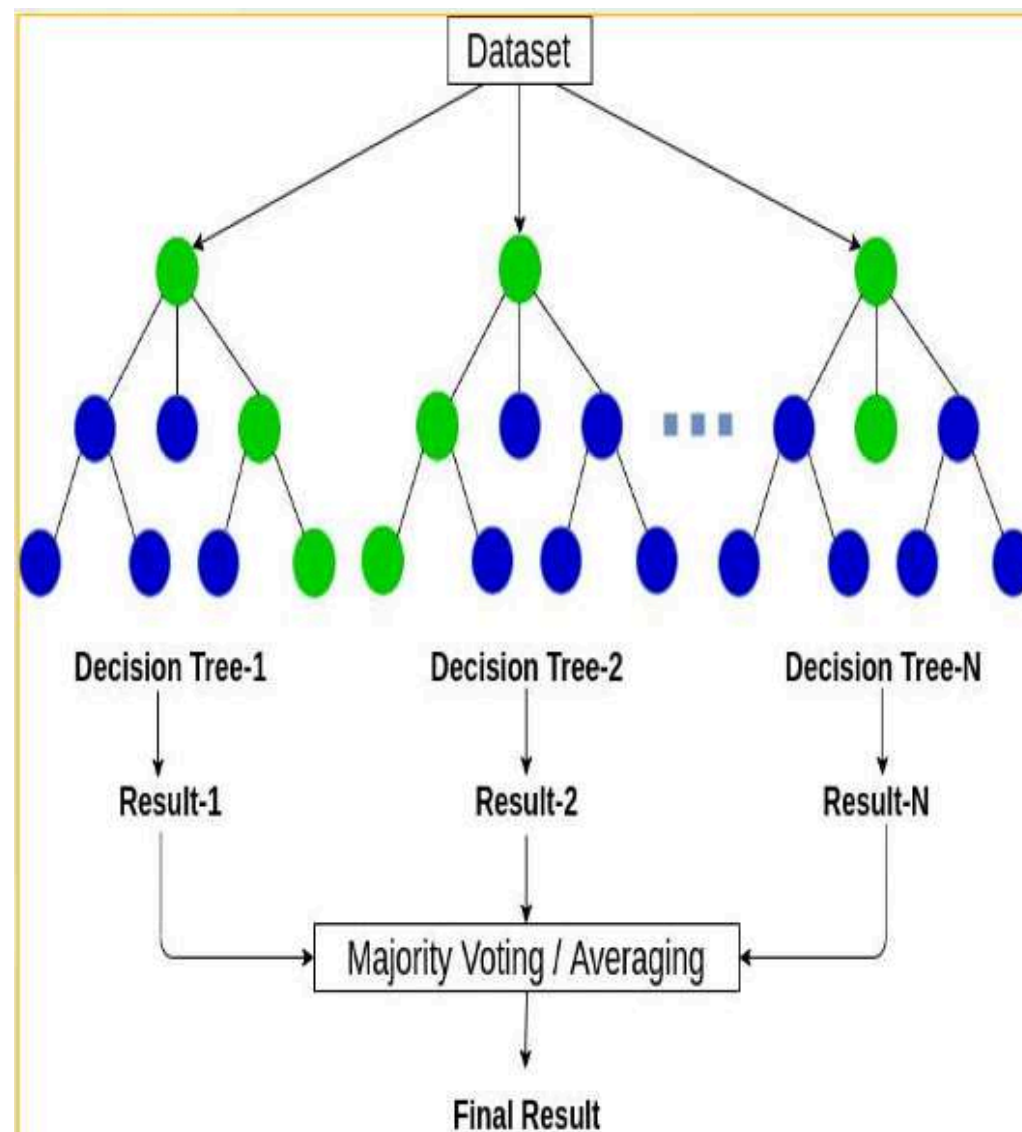 Dataset
Decision Tree-1
Decision Tree-2
Decision Tree-N
Result-1
Result-2
Result-N
Majority Voting / Averaging
Final Result